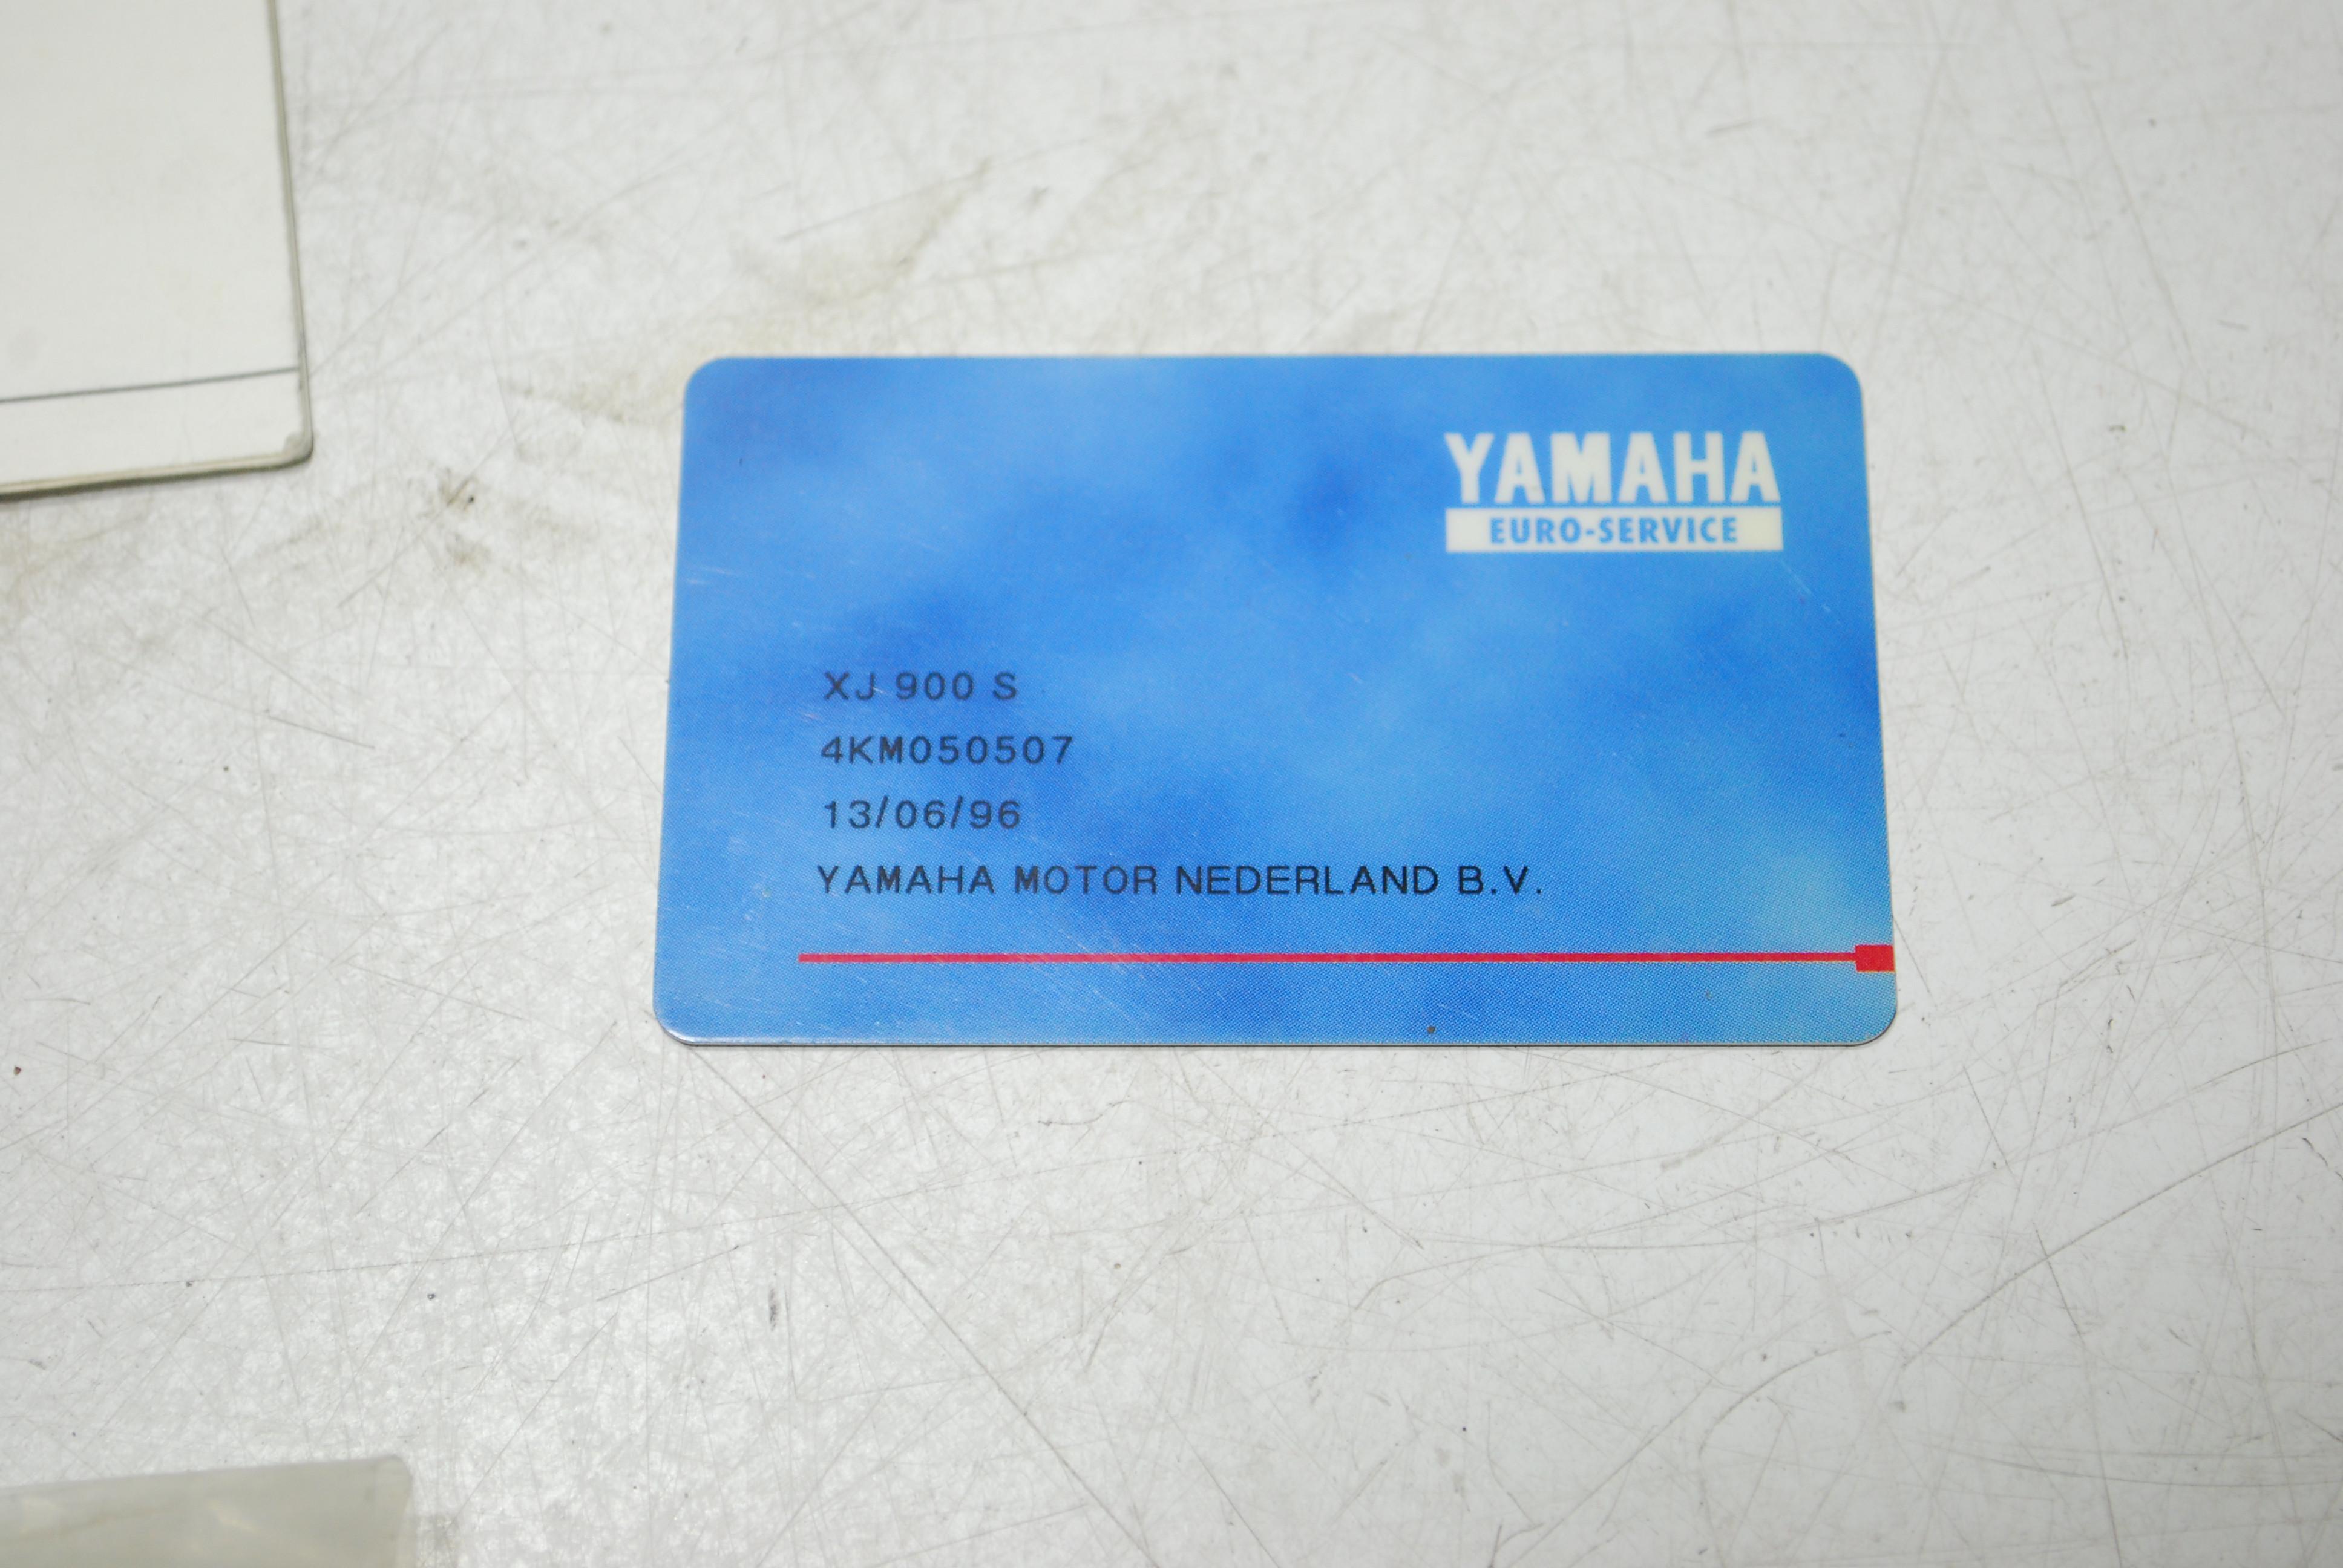 YAMAHA
EURO-SERVICE
XJ 900 S
4KM050507
13/06/96
YAMAHA MOTOR NEDERLAND B.V.